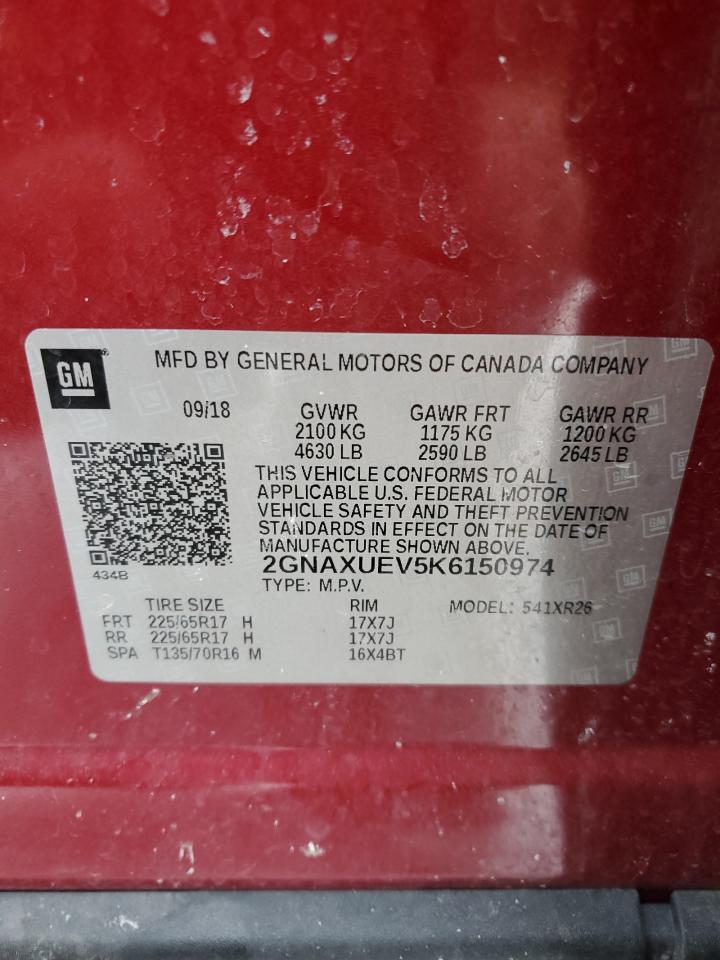 GM
MFD BY GENERAL MOTORS OF CANADA COMPANY
09/18 GVWR GAWR FRT GAWR RR
2100 KG 1175 KG 1200 KG
4630 LB 2590 LB 2645 LB
THIS VEHICLE CONFORMS TO ALL
APPLICABLE U.S. FEDERAL MOTOR
VEHICLE SAFETY AND THEFT PREVENTION
STANDARDS IN EFFECT ON THE DATE OF
MANUFACTURE SHOWN ABOVE.
434B
2GNAXUEV5K6150974
TYPE: M.P.V.
TIRE SIZE RIM MODEL: 541XR26
FRT 225/65R17 H 17X7J
RR 225/65R17 H 17X7J
SPA T135/70R16 M 16X4BT